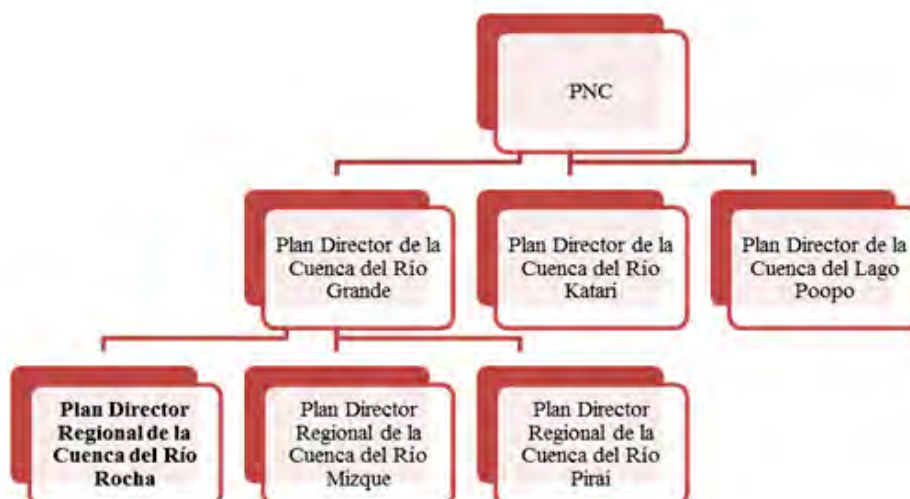 PNC
Plan Director de la
Cuenca del Río
Grande
Plan Director de la
Cuenca del Río
Katari
Plan Director de la
Cuenca del Lago
Poopo
Plan Director
Regional de la
Cuenca del Río
Rocha
Plan Director
Regional de la
Cuenca del Río
Mizque
Plan Director
Regional de la
Cuenca del Río
Piraí